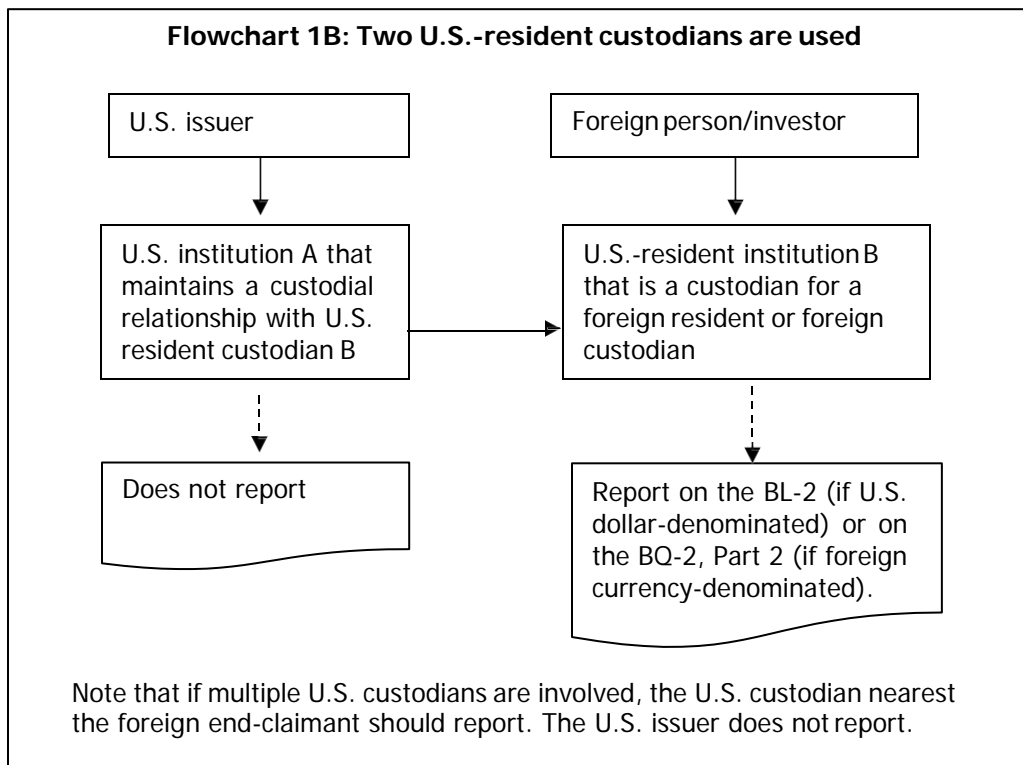 Flowchart 1B: Two U.S.-resident custodians are used
U.S. issuer
Foreign person/investor
U.S. institution A that
maintains a custodial
relationship with U.S.
resident custodian B
U.S.-resident institution B
that is a custodian for a
foreign resident or foreign
custodian
Does not report
Report on the BL-2 (if U.S.
dollar-denominated) or on
the BQ-2, Part 2 (if foreign
currency-denominated).
Note that if multiple U.S. custodians are involved, the U.S. custodian nearest
the foreign end-claimant should report. The U.S. issuer does not report.